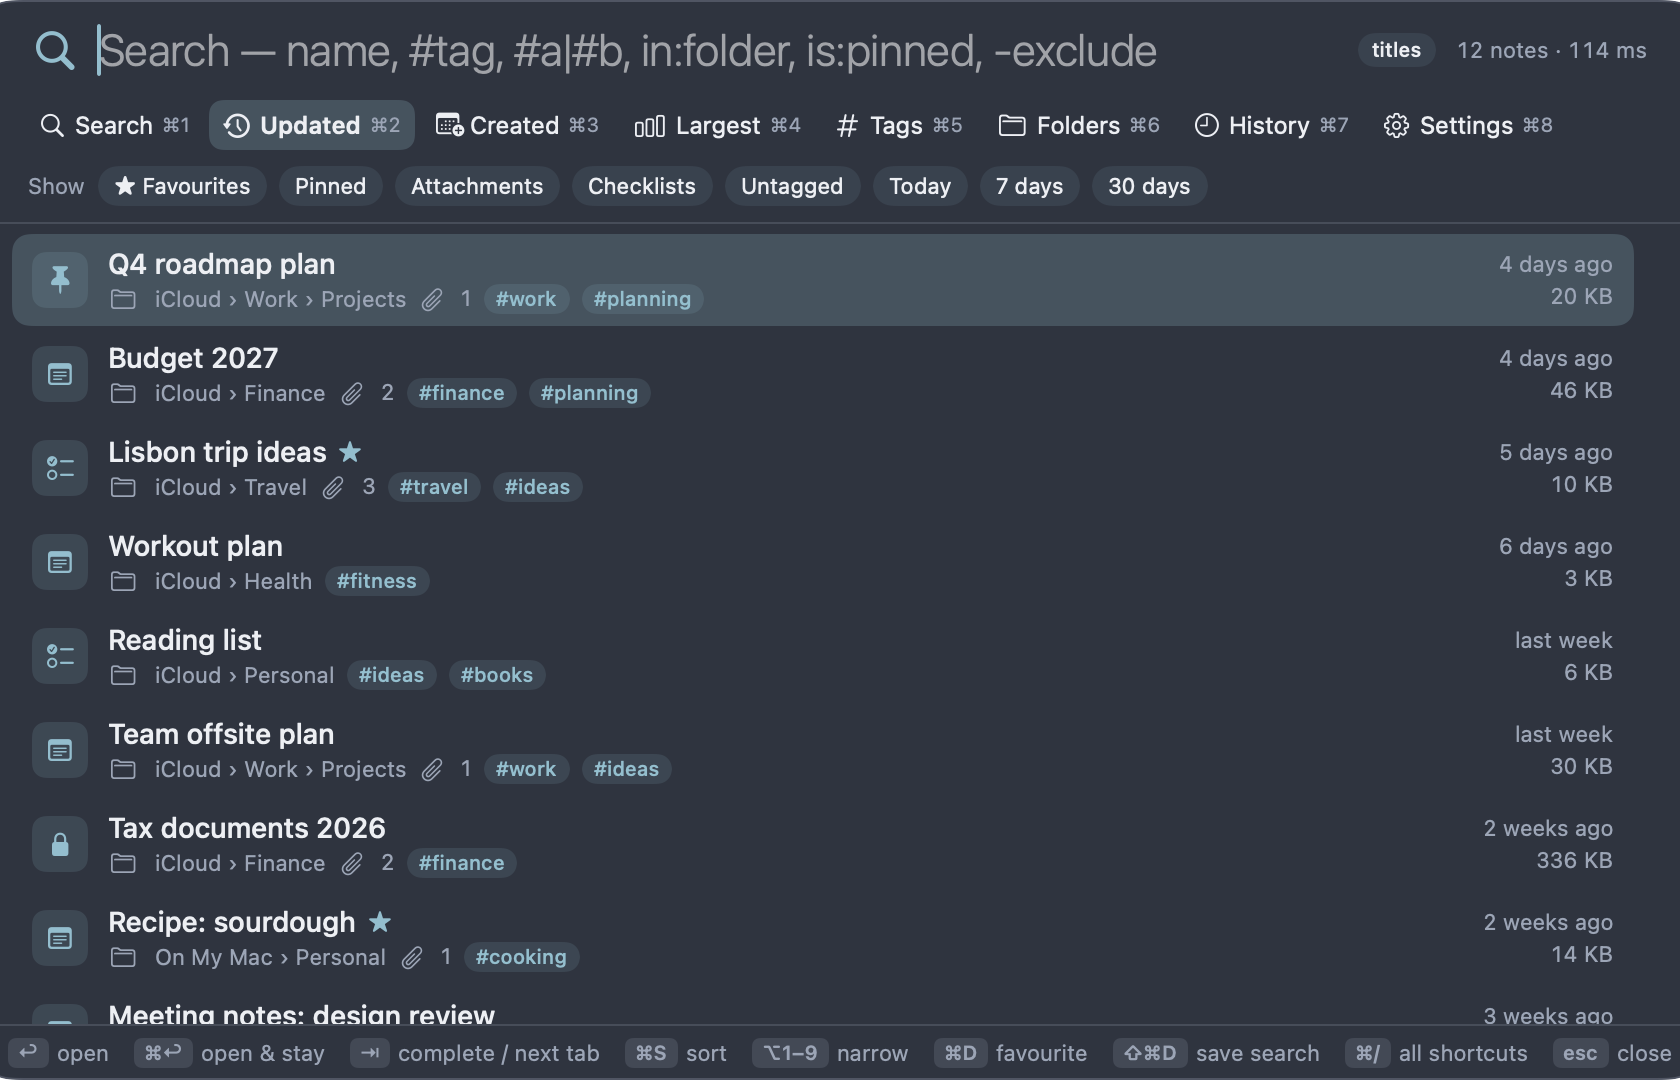 Search — name, #tag, #a|#b, in:folder, is:pinned, -exclude titles 12 notes · 114 ms
Search ⌘1 Updated ⌘2 Created ⌘3 Largest ⌘4 # Tags ⌘5 Folders ⌘6 History ⌘7 Settings ⌘8
Show ★ Favourites Pinned Attachments Checklists Untagged Today 7 days 30 days
Q4 roadmap plan 4 days ago
iCloud › Work › Projects 1 #work #planning 20 KB
Budget 2027 4 days ago
iCloud › Finance 2 #finance #planning 46 KB
Lisbon trip ideas ★ 5 days ago
iCloud › Travel 3 #travel #ideas 10 KB
Workout plan 6 days ago
iCloud › Health #fitness 3 KB
Reading list last week
iCloud › Personal #ideas #books 6 KB
Team offsite plan last week
iCloud › Work › Projects 1 #work #ideas 30 KB
Tax documents 2026 2 weeks ago
iCloud › Finance 2 #finance 336 KB
Recipe: sourdough ★ 2 weeks ago
On My Mac › Personal 1 #cooking 14 KB
Meeting notes: design review 3 weeks ago
↩ open ⌘↩ open & stay ⇥ complete / next tab ⌘S sort ⌥1–9 narrow ⌘D favourite ⇧⌘D save search ⌘/ all shortcuts esc close